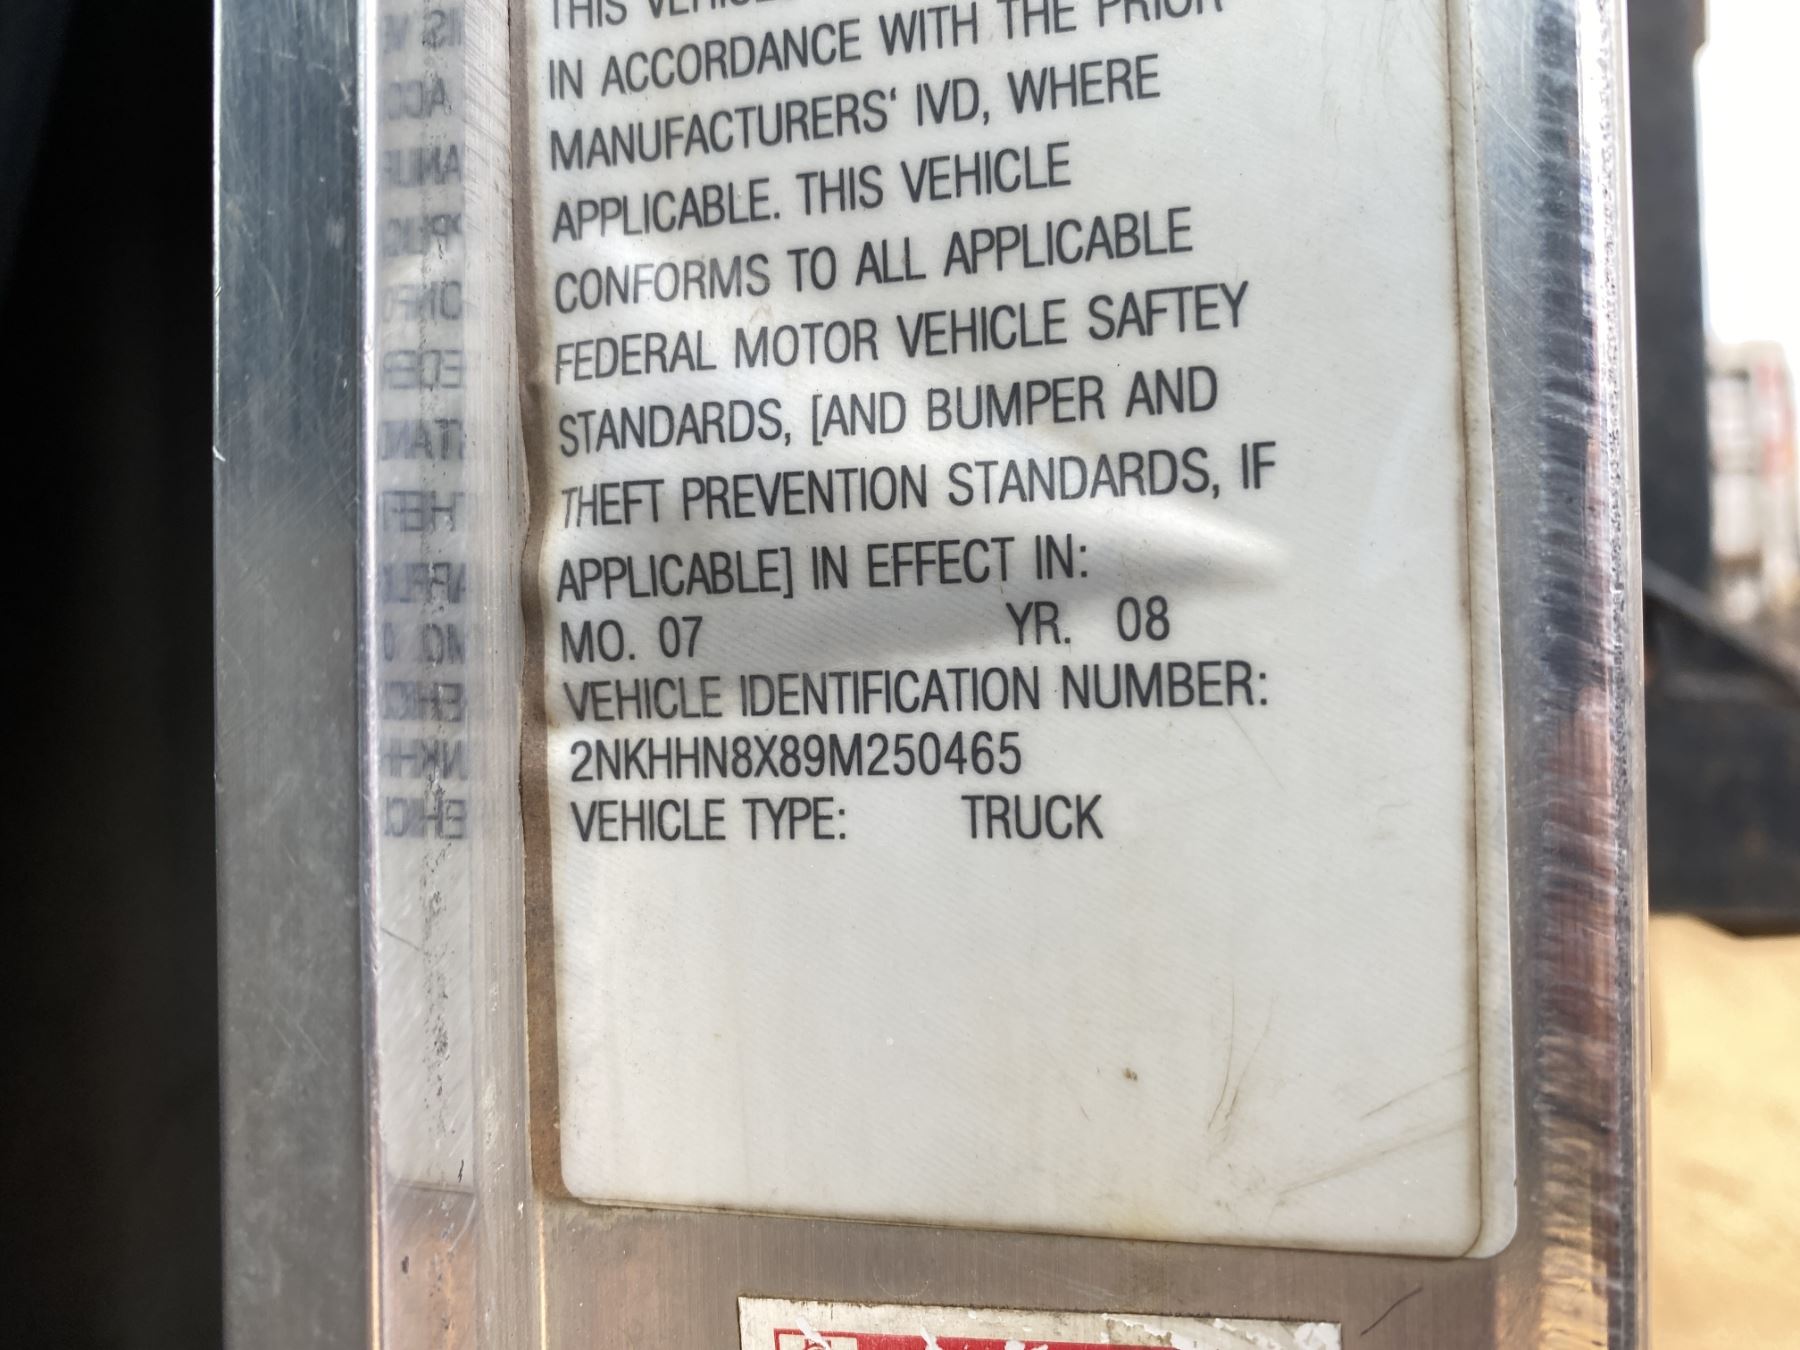 THIS VEHICLE
IN ACCORDANCE WITH THE PRIOR
MANUFACTURERS' IVD, WHERE
APPLICABLE. THIS VEHICLE
CONFORMS TO ALL APPLICABLE
FEDERAL MOTOR VEHICLE SAFTEY
STANDARDS, [AND BUMPER AND
THEFT PREVENTION STANDARDS, IF
APPLICABLE] IN EFFECT IN:
MO. 07 YR. 08
VEHICLE IDENTIFICATION NUMBER:
2NKHHN8X89M250465
VEHICLE TYPE: TRUCK